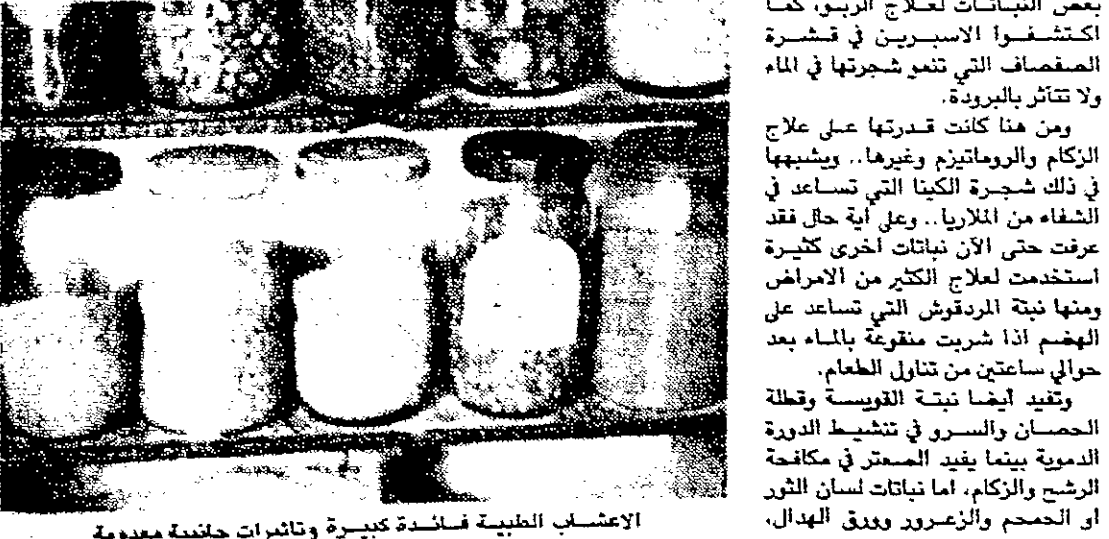 بعض النباتات لعلاج الربو، كما
اكتشفوا الاسبرين في قشرة
الصفصاف التي تنمو شجرتها في الماء
ولا تتأثر بالبرودة.
ومن هنا كانت قدرتها على علاج
الزكام والروماتيزم وغيرها.. ويشبهها
في ذلك شجرة الكينا التي تساعد في
الشفاء من الملاريا.. وعلى أية حال فقد
عرفت حتى الآن نباتات اخرى كثيرة
استخدمت لعلاج الكثير من الامراض
ومنها نبتة المردقوش التي تساعد على
الهضم اذا شربت منقوعة بالماء بعد
حوالي ساعتين من تناول الطعام.
وتفيد أيضا نبتة القويسة وقطلة
الحصان والسرو في تنشيط الدورة
الدموية بينما يفيد الصعتر في مكافحة
الرشح والزكام، اما نباتات لسان الثور
او الحمحم والزعرور وورق الهدال،
الاعشاب الطبية فائدة كبيرة وتاثيرات جانبية معدومة